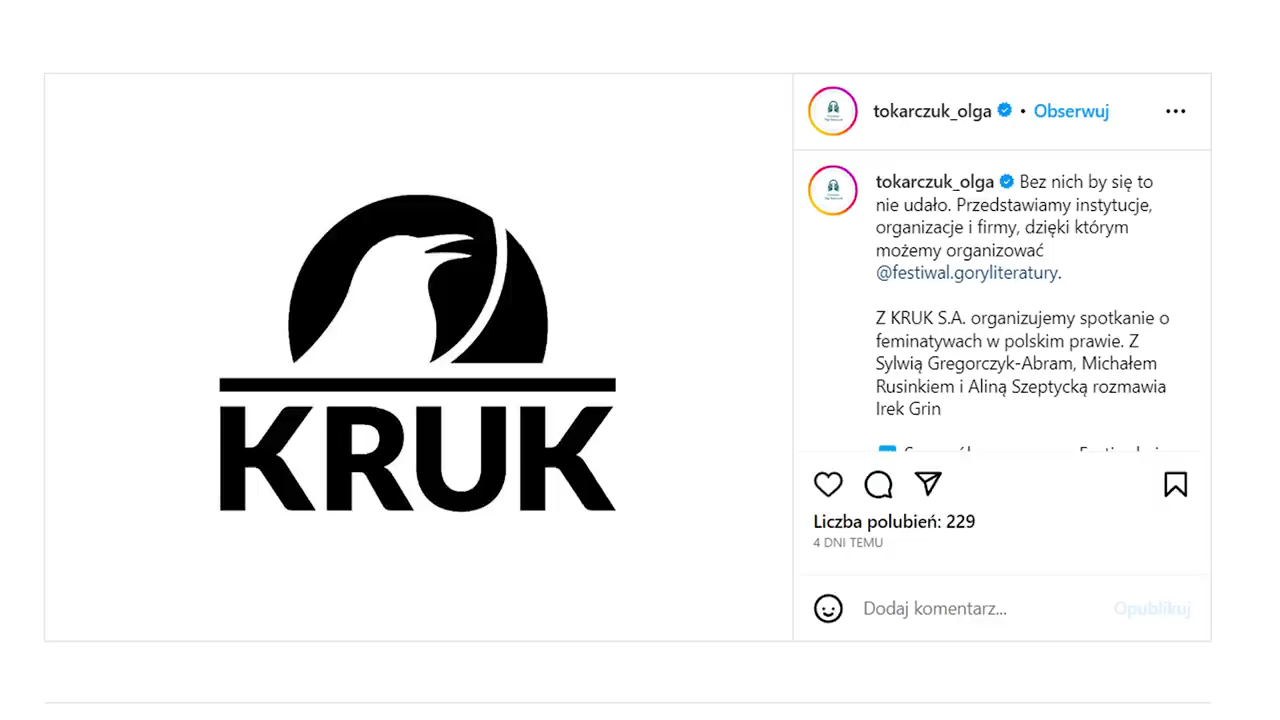 KRUK
tokarczuk_olga • Obserwuj
tokarczuk_olga Bez nich by się to
nie udało. Przedstawiamy instytucje,
organizacje i firmy, dzięki którym
możemy organizować
@festiwal.goryliteratury.
Z KRUK S.A. organizujemy spotkanie o
feminatywach w polskim prawie. Z
Sylwią Gregorczyk-Abram, Michałem
Rusinkiem i Aliną Szeptycką rozmawia
Irek Grin
Liczba polubień: 229
4 DNI TEMU
Dodaj komentarz...
Opublikuj